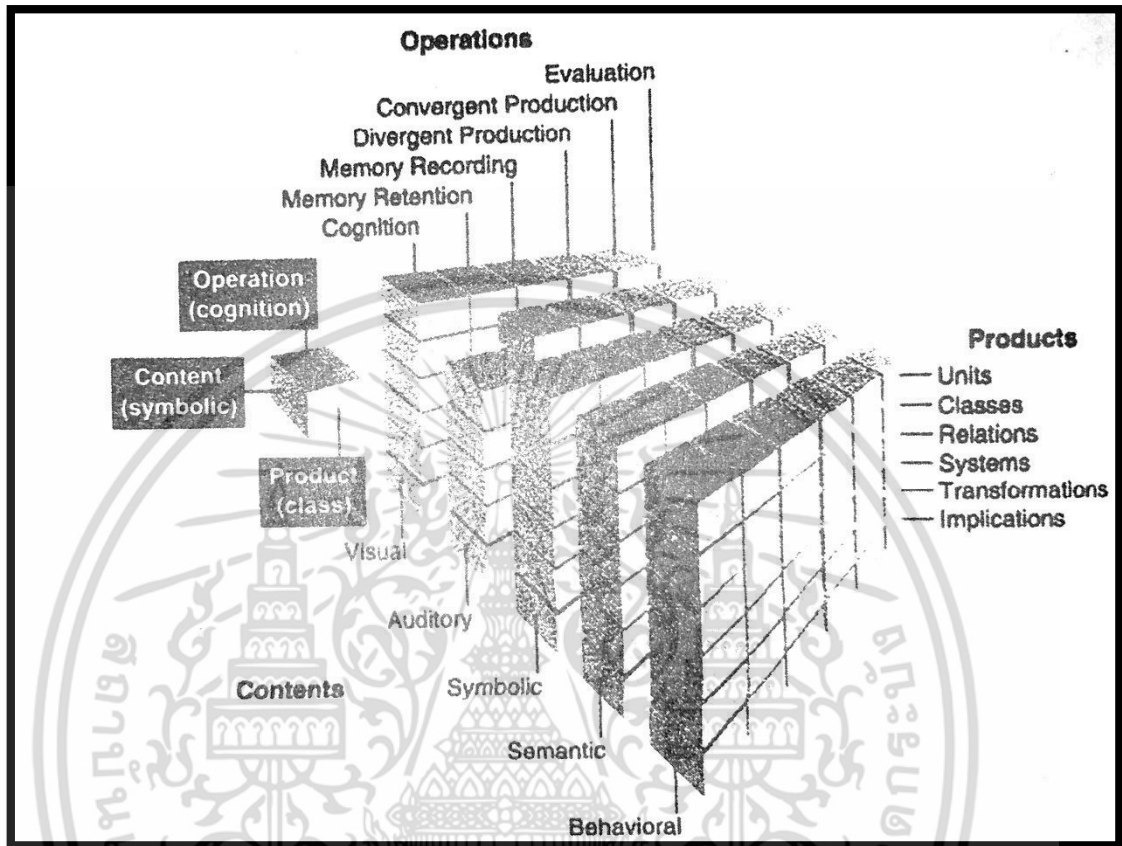 Operations
Evaluation
Convergent Production
Divergent Production
Memory Recording
Memory Retention
Cognition
Operation
(cognition)
Content
(symbolic)
Product
(class)
Products
Units
Classes
Relations
Systems
Transformations
Implications
Visual
Auditory
Symbolic
Semantic
Behavioral
Contents